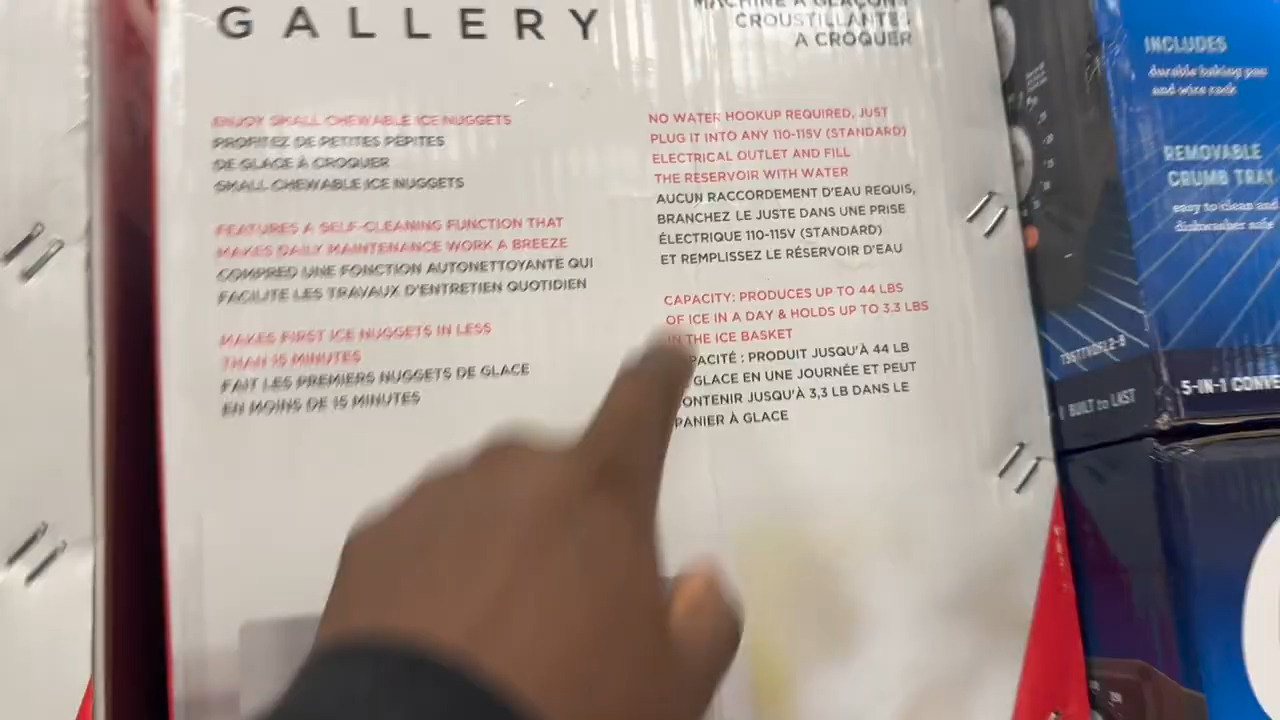 GALLERY
MACHINE À GLAÇONS
CROUSTILLANTES
À CROQUER
ENJOY SMALL CHEWABLE ICE NUGGETS
PROFITEZ DE PETITES PÉPITES
DE GLACE À CROQUER
SMALL CHEWABLE ICE NUGGETS
FEATURES A SELF-CLEANING FUNCTION THAT
MAKES DAILY MAINTENANCE WORK A BREEZE
COMPRED UNE FONCTION AUTONETTOYANTE QUI
FACILITE LES TRAVAUX D'ENTRETIEN QUOTIDIEN
MAKES FIRST ICE NUGGETS IN LESS
THAN 15 MINUTES
FAIT LES PREMIERS NUGGETS DE GLACE
EN MOINS DE 15 MINUTES
NO WATER HOOKUP REQUIRED, JUST
PLUG IT INTO ANY 110-115V (STANDARD)
ELECTRICAL OUTLET AND FILL
THE RESERVOIR WITH WATER
AUCUN RACCORDEMENT D'EAU REQUIS,
BRANCHEZ LE JUSTE DANS UNE PRISE
ÉLECTRIQUE 110-115V (STANDARD)
ET REMPLISSEZ LE RÉSERVOIR D'EAU
CAPACITY: PRODUCES UP TO 44 LBS
OF ICE IN A DAY & HOLDS UP TO 3.3 LBS
IN THE ICE BASKET
PACITÉ : PRODUIT JUSQU'À 44 LB
GLACE EN UNE JOURNÉE ET PEUT
ONTENIR JUSQU'À 3,3 LB DANS LE
PANIER À GLACE
INCLUDES
durable baking pan
and wire rack
REMOVABLE
CRUMB TRAY
easy to clean and
dishwasher safe
BUILT to LAST
5-IN-1 CONVE